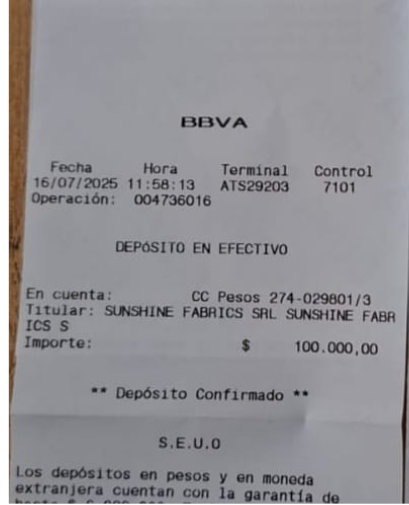 BBVA
Fecha Hora Terminal Control
16/07/2025 11:58:13 ATS29203 7101
Operación: 004736016
DEPóSITO EN EFECTIVO
En cuenta: CC Pesos 274-029801/3
Titular: SUNSHINE FABRICS SRL SUNSHINE FABR
ICS S
Importe: $ 100.000,00
** Depósito Confirmado **
S.E.U.O
Los depósitos en pesos y en moneda
extranjera cuentan con la garantía de